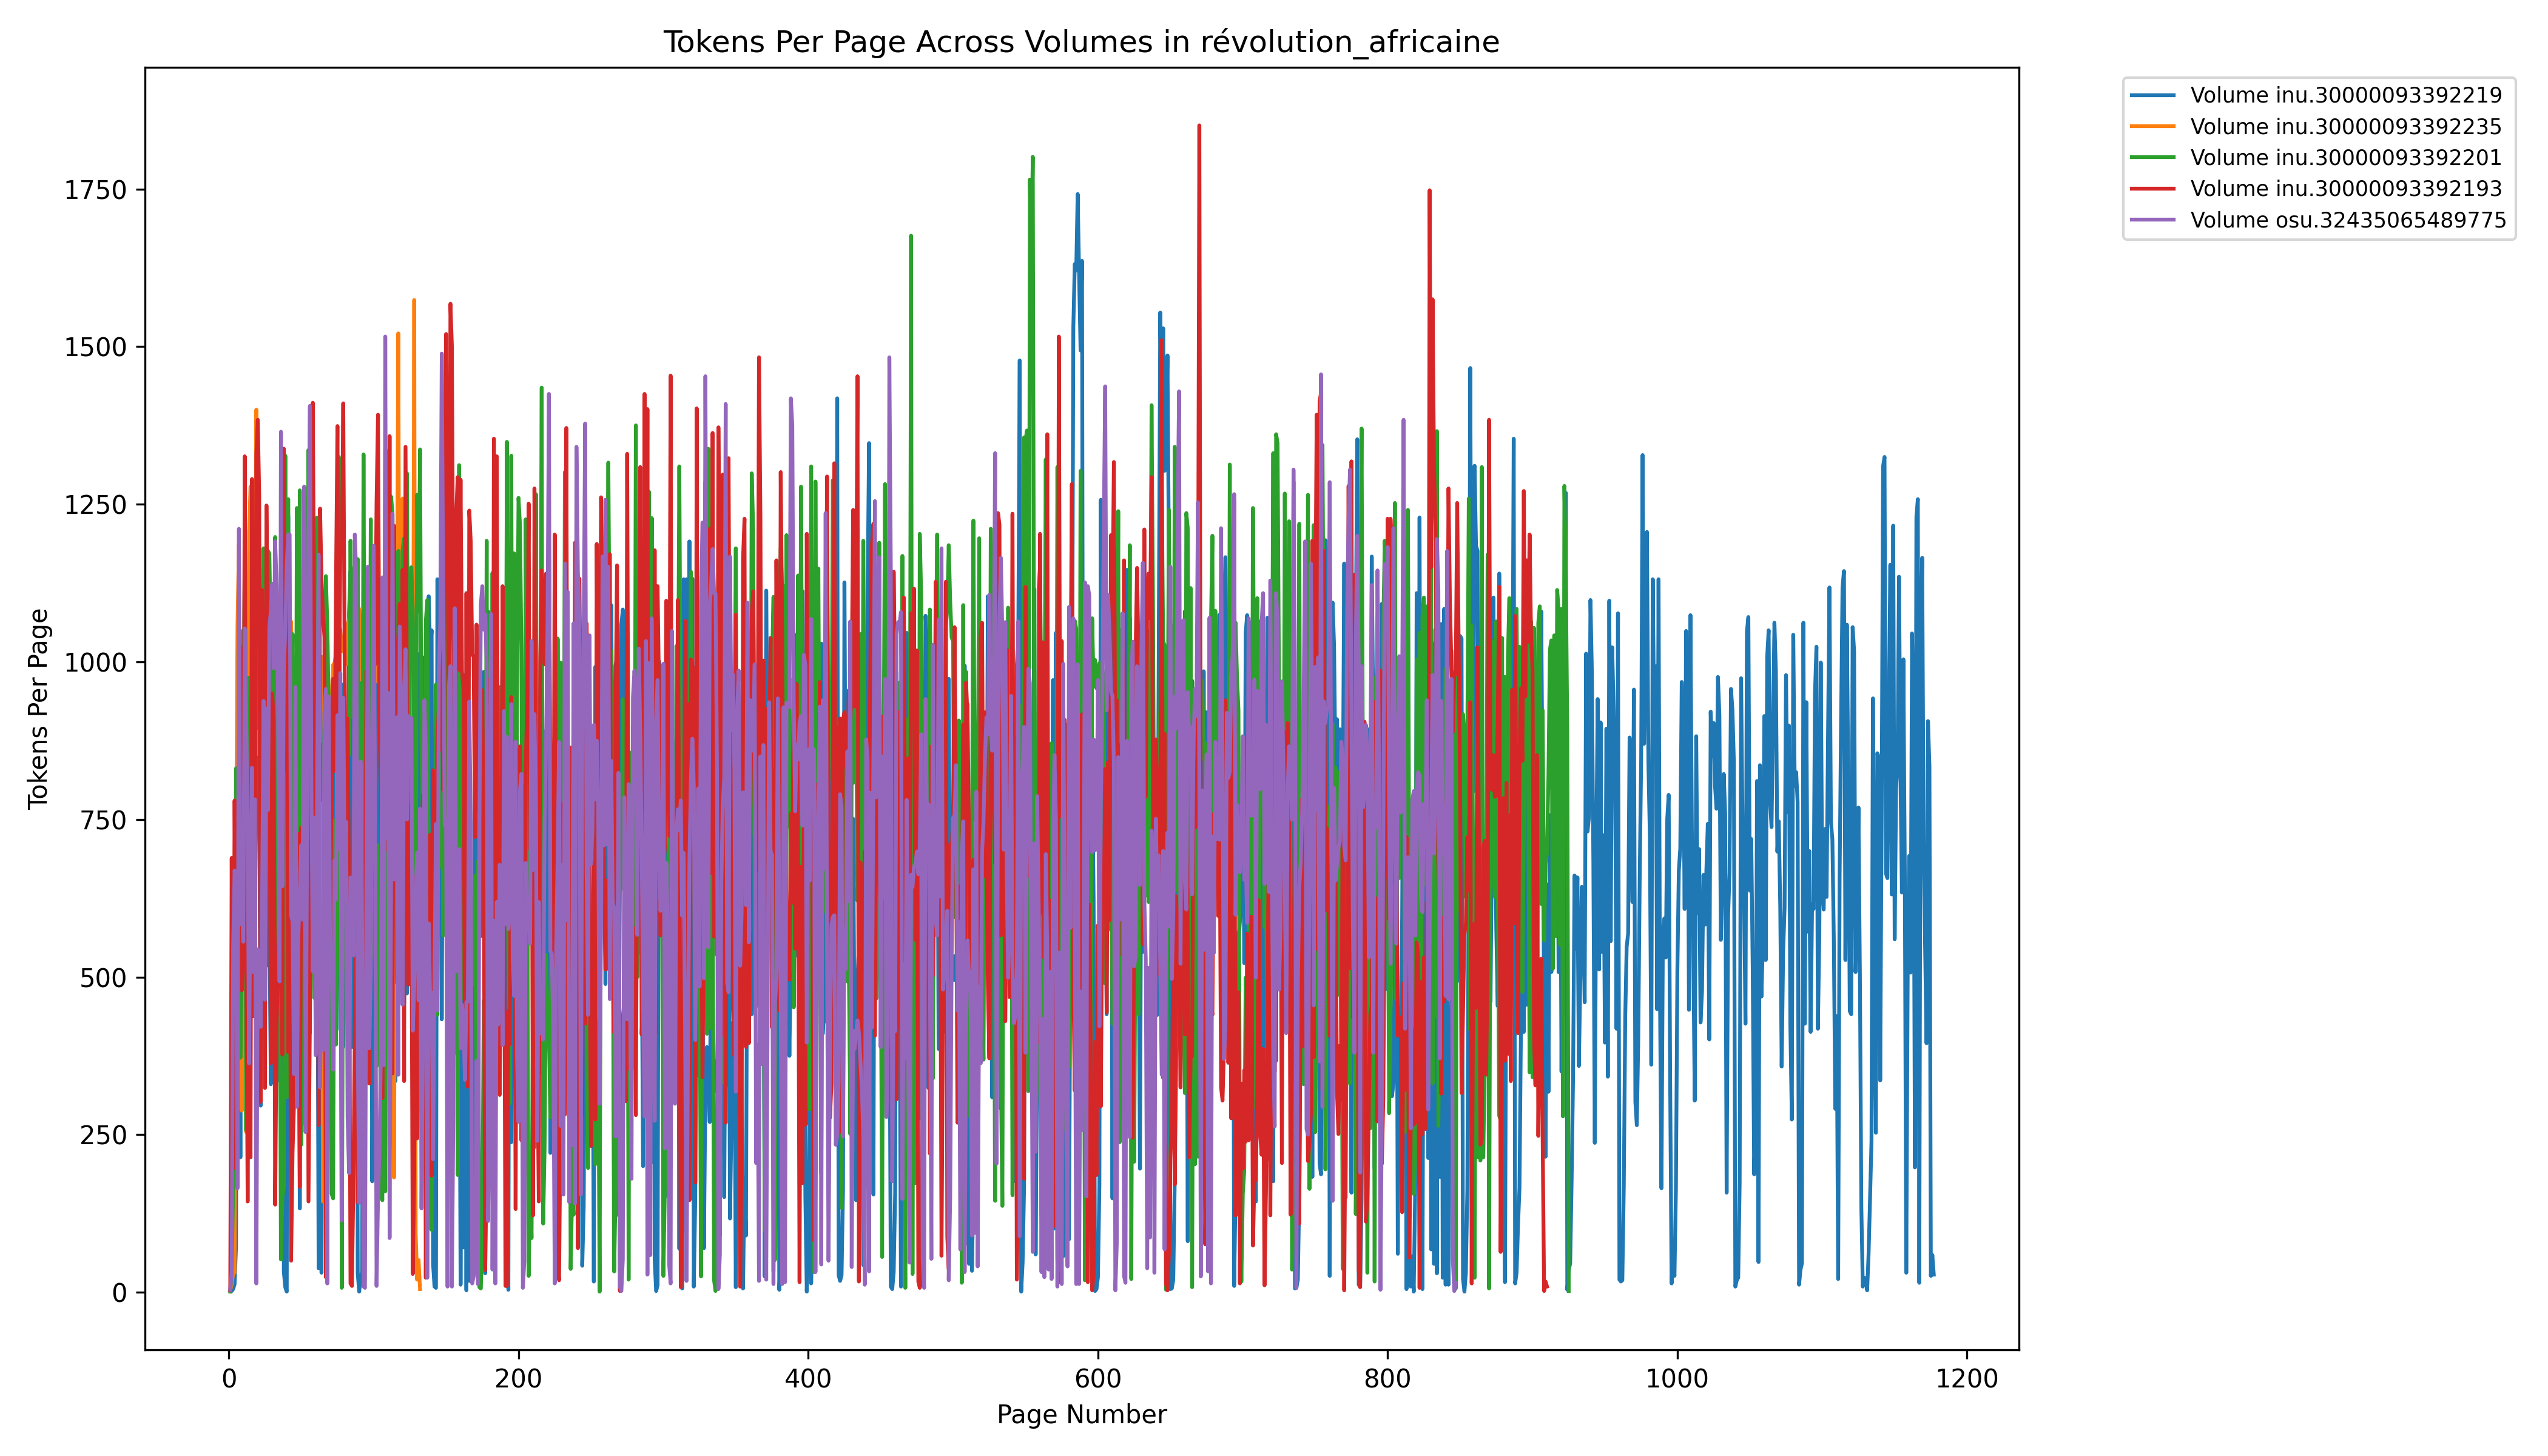 Tokens Per Page Across Volumes in révolution_africaine
Volume inu.30000093392219
Volume inu.30000093392235
Volume inu.30000093392201
Volume inu.30000093392193
Volume osu.32435065489775
Tokens Per Page
1750
1500
1250
1000
750
500
250
0
0 200 400 600 800 1000 1200
Page Number